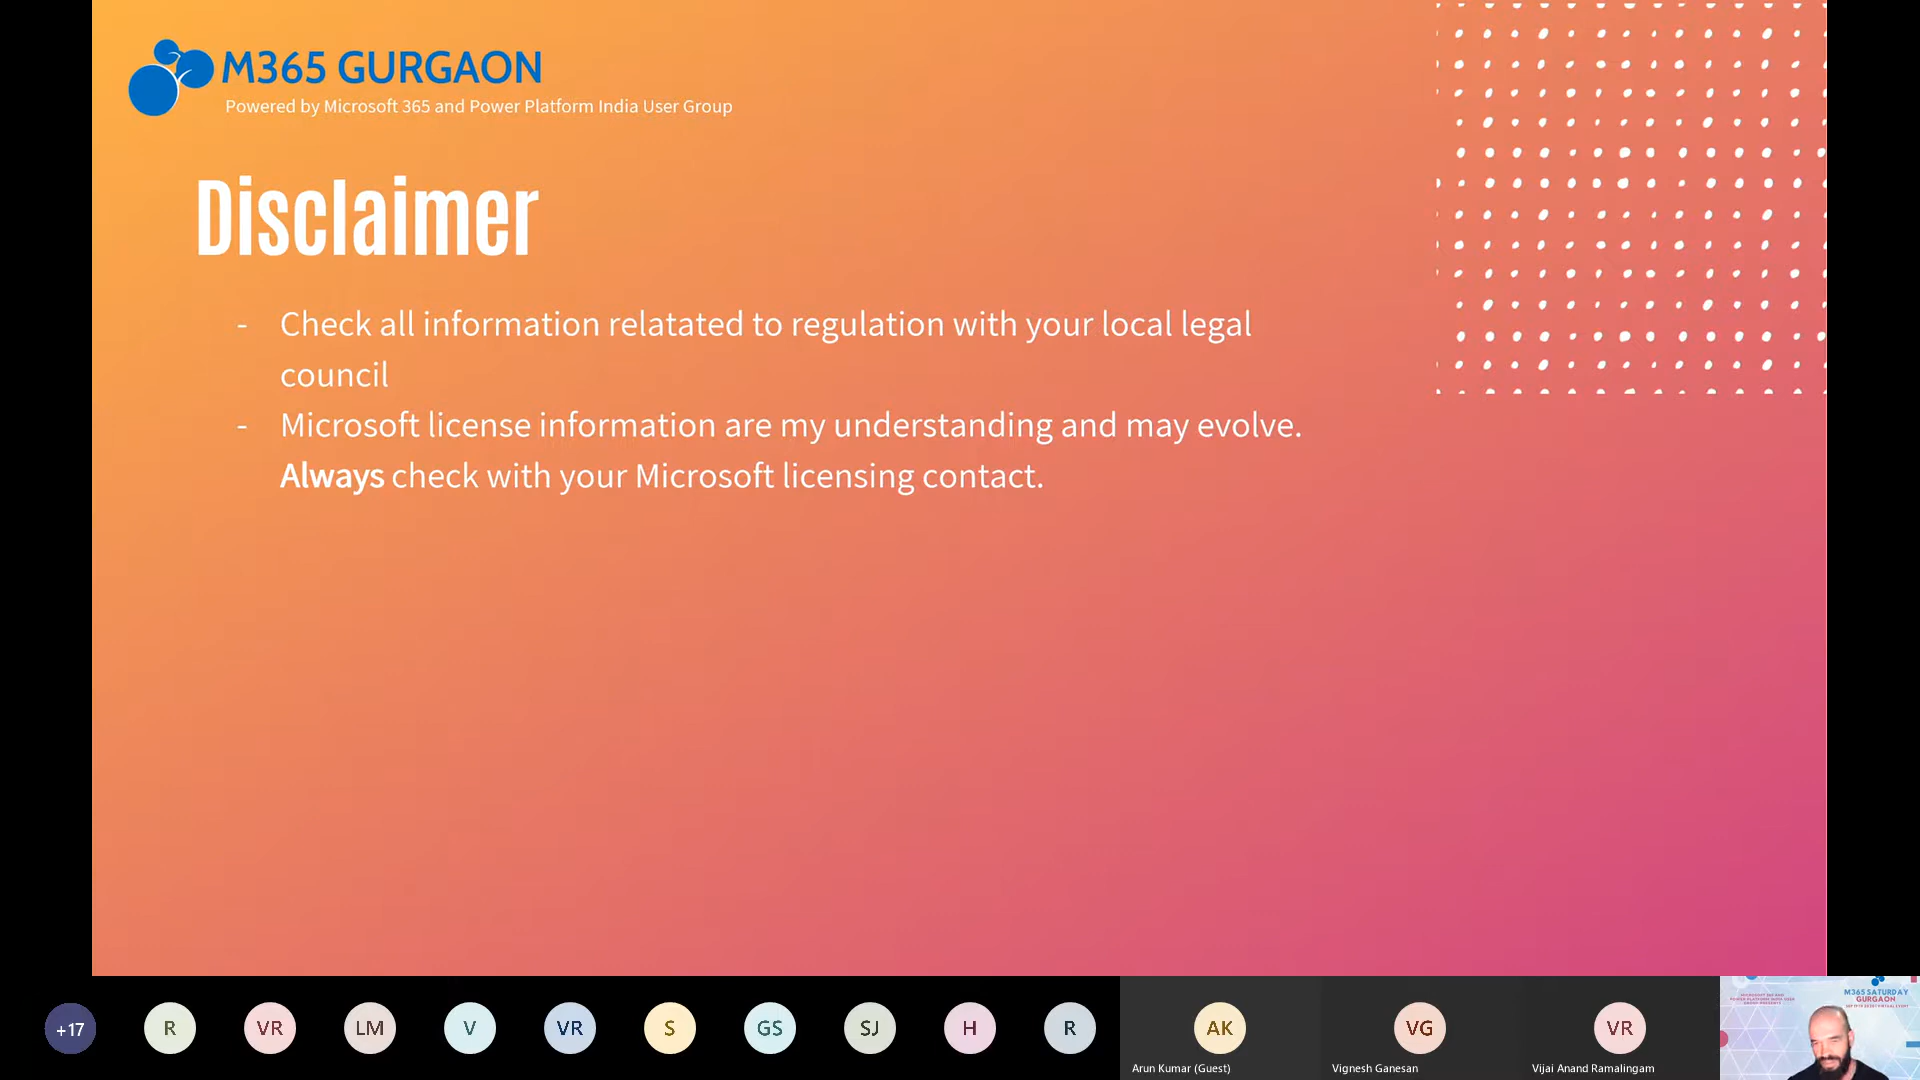 M365 GURGAON
Powered by Microsoft 365 and Power Platform India User Group
Disclaimer
- Check all information relatated to regulation with your local legal
council
- Microsoft license information are my understanding and may evolve.
Always check with your Microsoft licensing contact.
+17 R VR LM V VR S GS SJ H R AK VG VR
Arun Kumar (Guest) Vignesh Ganesan Vijai Anand Ramalingam
M365 SATURDAY
GURGAON